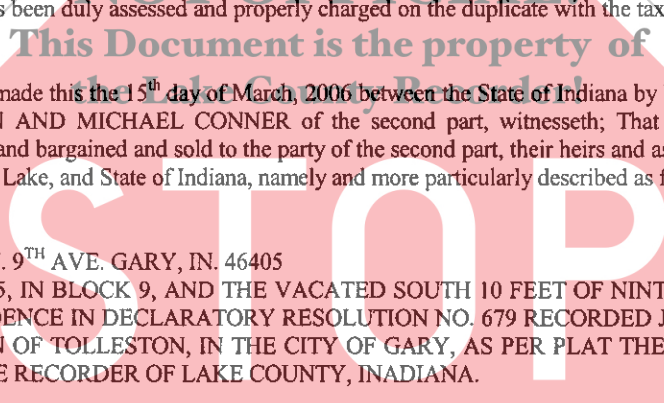 s been duly assessed and properly charged on the duplicate with the tax
This Document is the property of
the Lake County Recorder!
made this the 15th day of March, 2006 between the State of Indiana by
N AND MICHAEL CONNER of the second part, witnesseth; That
and bargained and sold to the party of the second part, their heirs and as
Lake, and State of Indiana, namely and more particularly described as f
STOP
. 9TH AVE. GARY, IN. 46405
5, IN BLOCK 9, AND THE VACATED SOUTH 10 FEET OF NINT
DENCE IN DECLARATORY RESOLUTION NO. 679 RECORDED J
N OF TOLLESTON, IN THE CITY OF GARY, AS PER PLAT THE
E RECORDER OF LAKE COUNTY, INADIANA.